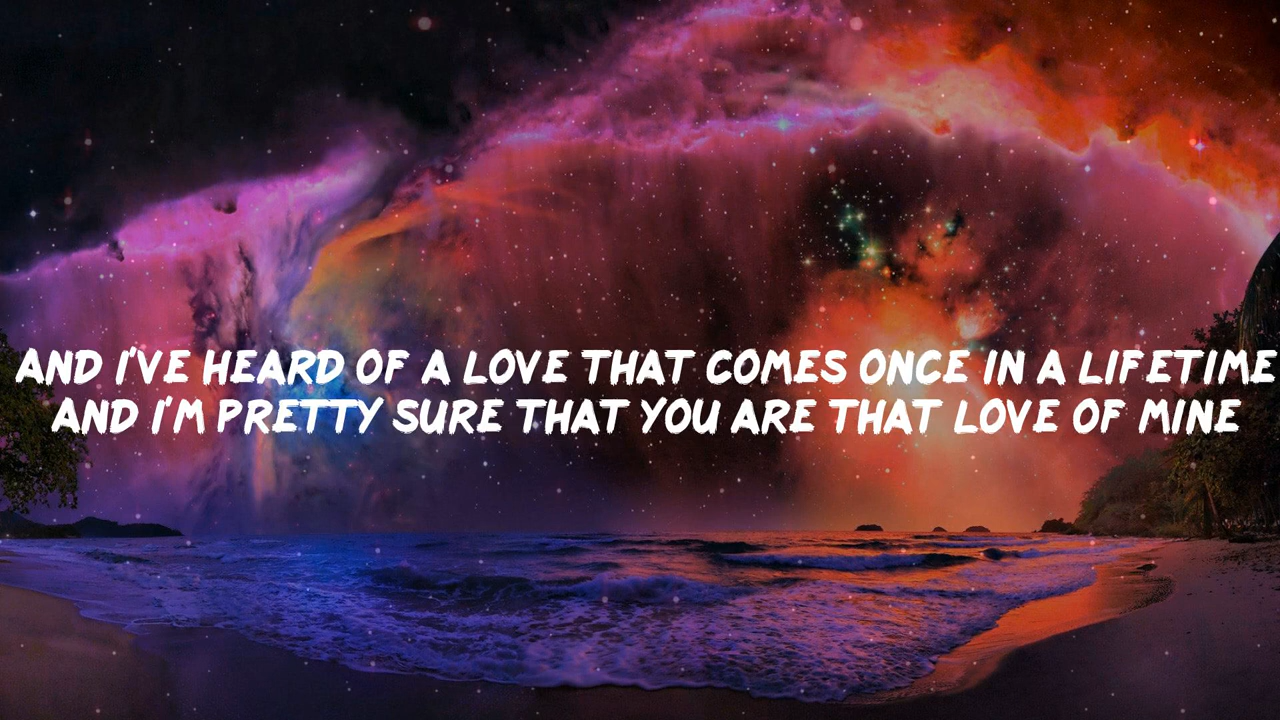 AND I'VE HEARD OF A LOVE THAT COMES ONCE IN A LIFETIME
AND I'M PRETTY SURE THAT YOU ARE THAT LOVE OF MINE